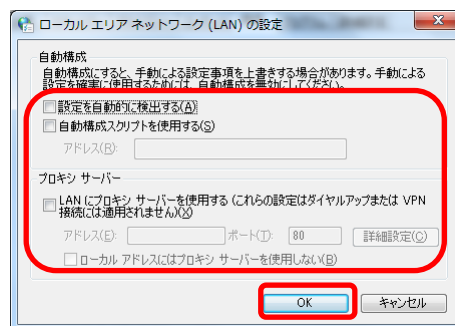 ローカル エリア ネットワーク (LAN) の設定
自動構成
自動構成にすると、手動による設定事項を上書きする場合があります。手動による
設定を確実に使用するためには、自動構成を無効にしてください。
設定を自動的に検出する(A)
自動構成スクリプトを使用する(S)
アドレス(R):
プロキシ サーバー
LAN にプロキシ サーバーを使用する (これらの設定はダイヤルアップまたは VPN
接続には適用されません)(X)
アドレス(E): ポート(T): 80 詳細設定(C)
ローカル アドレスにはプロキシ サーバーを使用しない(B)
OK キャンセル